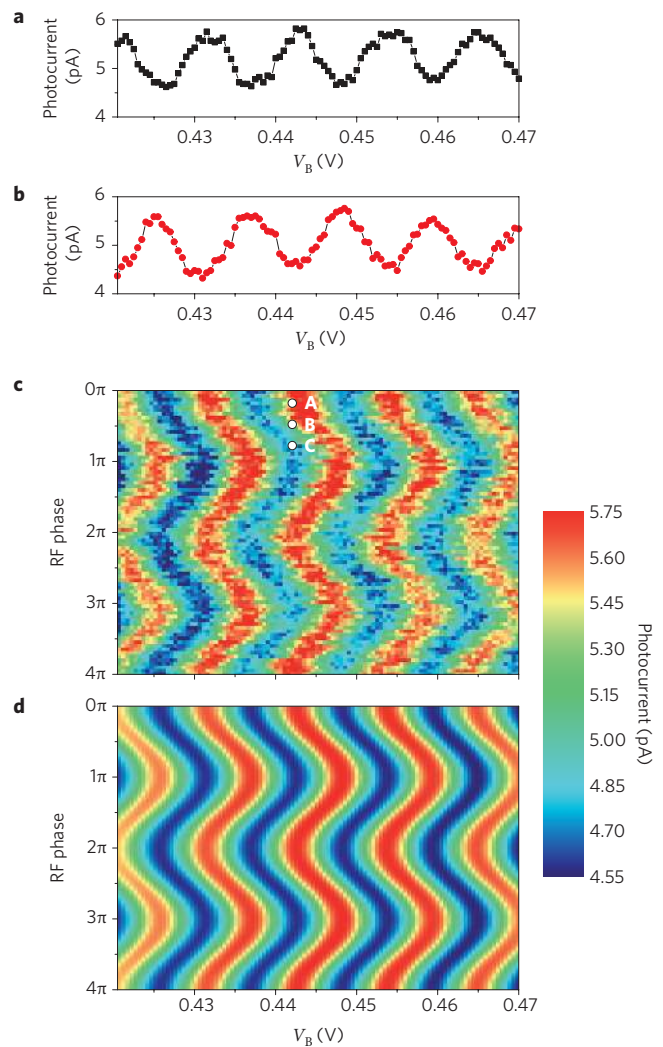 a
Photocurrent
(pA)
6
5
4
0.43 0.44 0.45 0.46 0.47
V_B (V)
b
Photocurrent
(pA)
6
5
4
0.43 0.44 0.45 0.46 0.47
V_B (V)
c
RF phase
0π
1π
2π
3π
4π
A
B
C
d
RF phase
0π
1π
2π
3π
4π
0.43 0.44 0.45 0.46 0.47
V_B (V)
5.75
5.60
5.45
5.30
5.15
5.00
4.85
4.70
4.55
Photocurrent (pA)